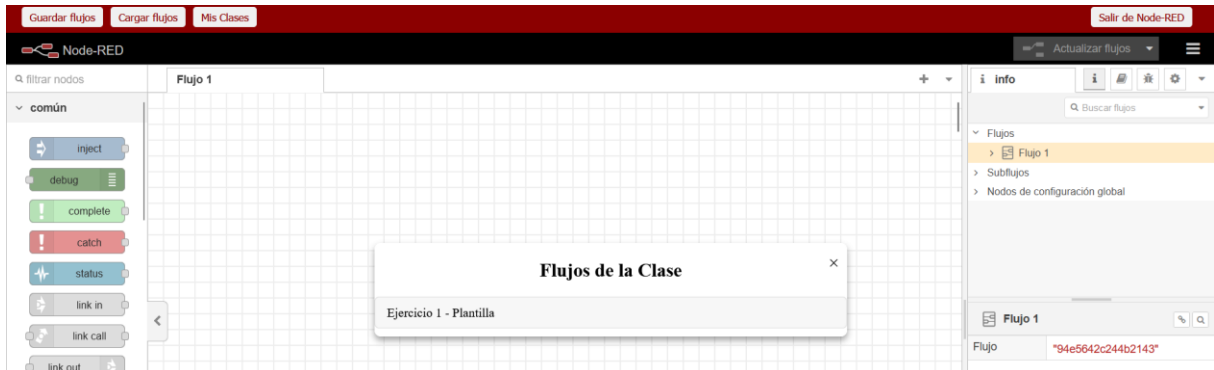 Guardar flujos Cargar flujos Mis Clases Salir de Node-RED
Node-RED Actualizar flujos
filtrar nodos Flujo 1 i info
común
Buscar flujos
inject
Flujos
Flujo 1
debug
Subflujos
Nodos de configuración global
complete
catch
status
Flujos de la Clase ×
link in
Ejercicio 1 - Plantilla
Flujo 1
link call
Flujo "94e5642c244b2143"
link out